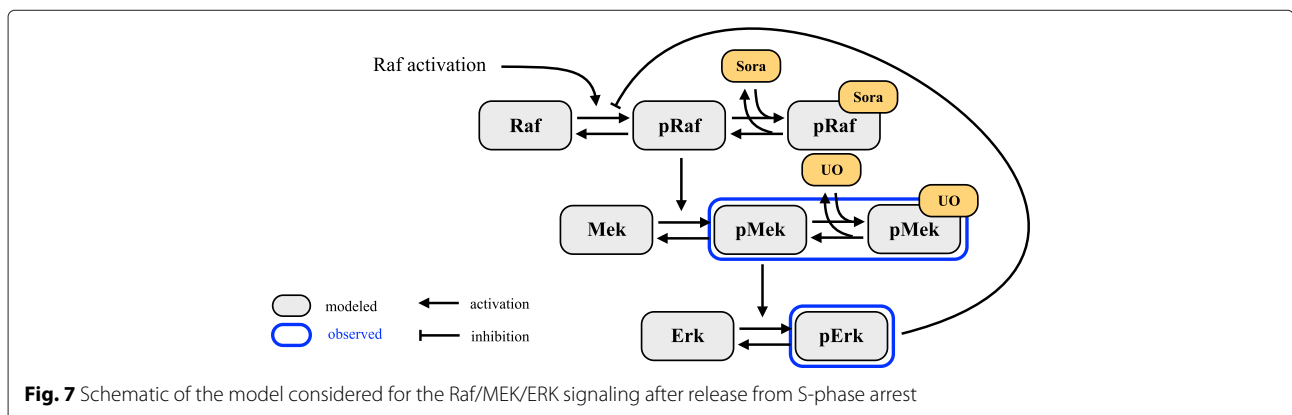 Raf activation
Sora
Sora
Raf
pRaf
pRaf
UO
UO
Mek
pMek
pMek
modeled
activation
observed
inhibition
Erk
pErk
Fig. 7 Schematic of the model considered for the Raf/MEK/ERK signaling after release from S-phase arrest